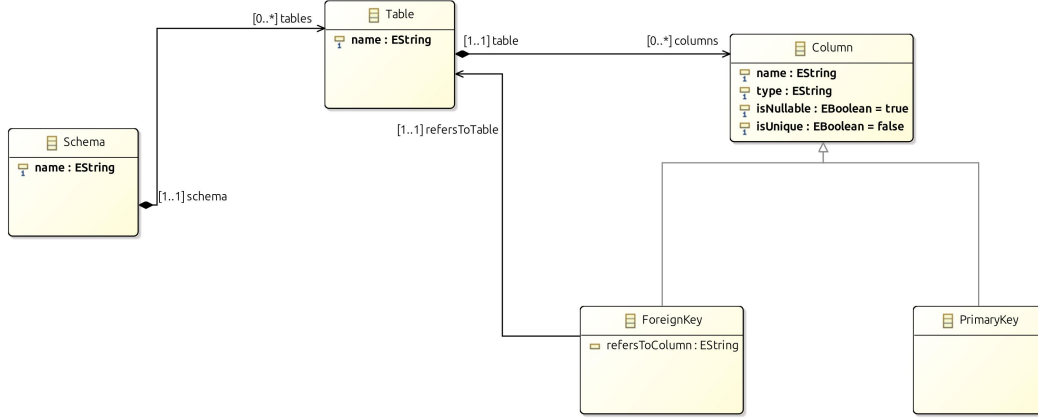 [0..*] tables
Table
name : EString
[1..1] table
[0..*] columns
Column
name : EString
type : EString
isNullable : EBoolean = true
isUnique : EBoolean = false
[1..1] refersToTable
Schema
name : EString
[1..1] schema
ForeignKey
refersToColumn : EString
PrimaryKey